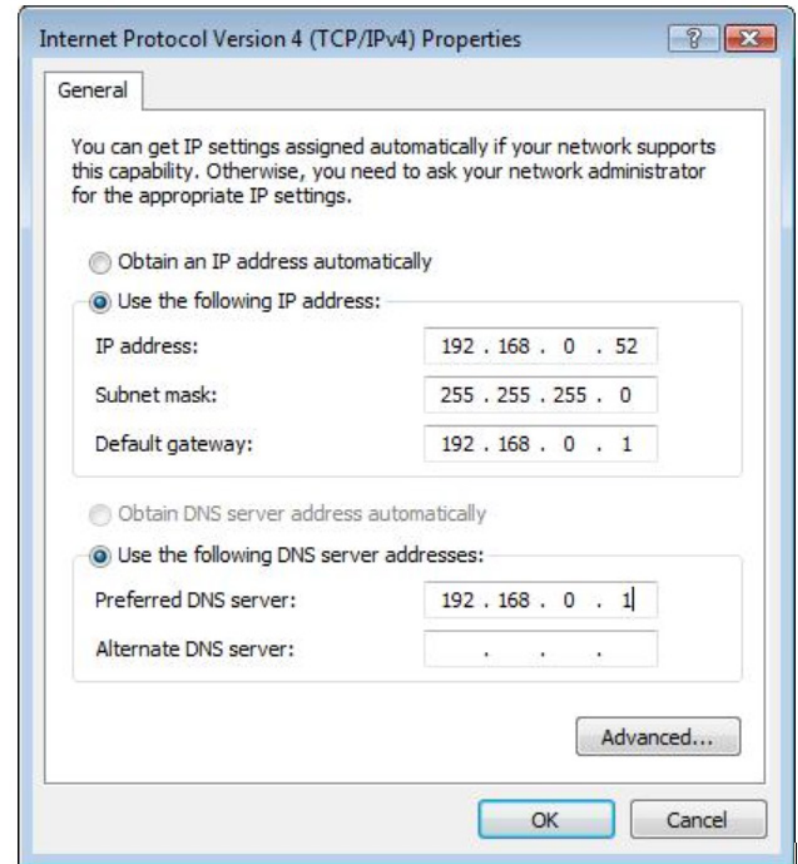 Internet Protocol Version 4 (TCP/IPv4) Properties
General
You can get IP settings assigned automatically if your network supports
this capability. Otherwise, you need to ask your network administrator
for the appropriate IP settings.
Obtain an IP address automatically
Use the following IP address:
IP address: 192 . 168 . 0 . 52
Subnet mask: 255 . 255 . 255 . 0
Default gateway: 192 . 168 . 0 . 1
Obtain DNS server address automatically
Use the following DNS server addresses:
Preferred DNS server: 192 . 168 . 0 . 1
Alternate DNS server: . . .
Advanced...
OK Cancel